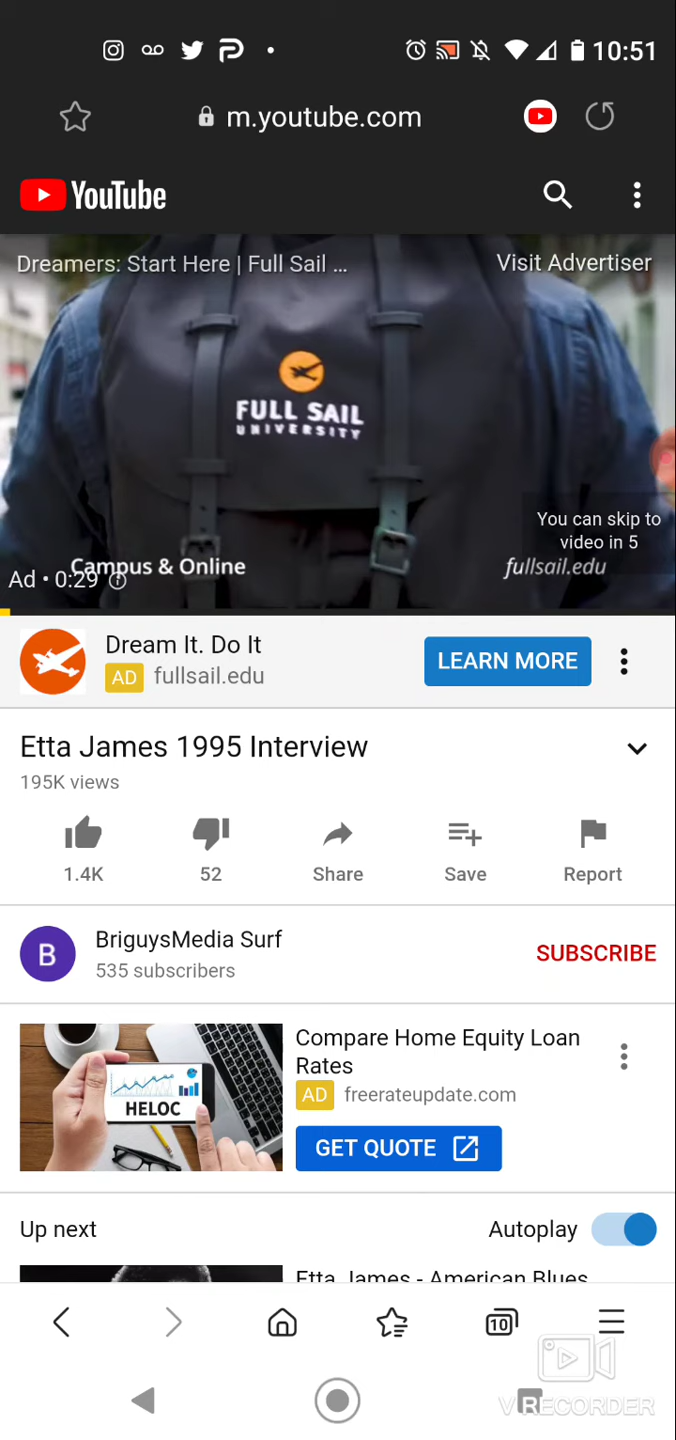 10:51
m.youtube.com
YouTube
Dreamers: Start Here | Full Sail ...
Visit Advertiser
FULL SAIL
UNIVERSITY
You can skip to
video in 5
Campus & Online
fullsail.edu
Ad • 0:29
Dream It. Do It
AD fullsail.edu
LEARN MORE
Etta James 1995 Interview
195K views
1.4K
52
Share
Save
Report
B
BriguysMedia Surf
535 subscribers
SUBSCRIBE
HELOC
Compare Home Equity Loan
Rates
AD freerateupdate.com
GET QUOTE
Up next
Autoplay
Etta James - American Blues
10
VRECORDER